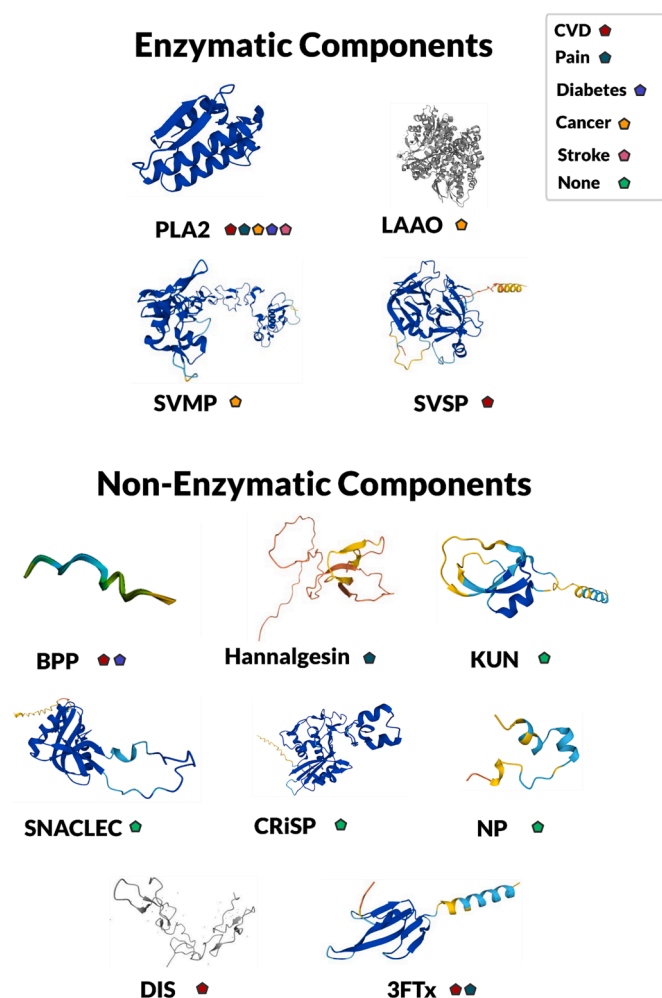 Enzymatic Components
CVD
Pain
Diabetes
Cancer
Stroke
None
PLA2
LAAO
SVMP
SVSP
Non-Enzymatic Components
BPP
Hannalgesin
KUN
SNACLEC
CRiSP
NP
DIS
3FTx